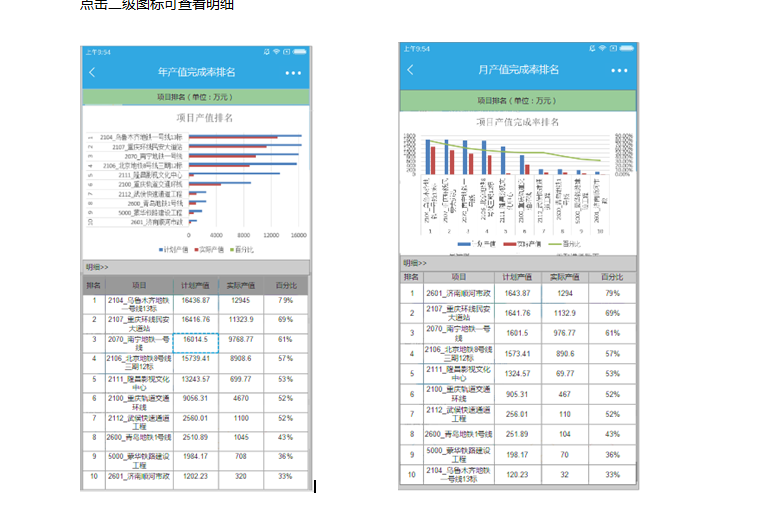 点击二级图标可查看明细
上午9:54
年产值完成率排名
项目排名（单位：万元）
项目产值排名
1 2104_乌鲁木齐地铁一号线13标
2 2107_重庆环线民安大道站
3 2070_南宁地铁一号线
4 2106_北京地铁8号线三期12标
5 2111_隆昌影视文化中心
6 2100_重庆轨道交通环线
7 2112_武侯快速通道工程
8 2600_青岛地铁1号线
9 5000_蒙华铁路建设工程
10 2601_济南顺河市政
0 4000 8000 12000 16000
计划产值 实际产值 百分比
明细>>
排名 项目 计划产值 实际产值 百分比
1 2104_乌鲁木齐地铁一号线13标 16436.87 12945 79%
2 2107_重庆环线民安大道站 16416.76 11323.9 69%
3 2070_南宁地铁一号线 16014.5 9768.77 61%
4 2106_北京地铁8号线三期12标 15739.41 8908.6 57%
5 2111_隆昌影视文化中心 13243.57 699.77 53%
6 2100_重庆轨道交通环线 9056.31 4670 52%
7 2112_武侯快速通道工程 2560.01 1100 52%
8 2600_青岛地铁1号线 2510.89 1045 43%
9 5000_蒙华铁路建设工程 1984.17 708 36%
10 2601_济南顺河市政 1202.23 320 33%
上午9:54
月产值完成率排名
项目排名（单位：万元）
项目产值完成率排名
1 2 3 4 5 6 7 8 9 10
计划产值 实际产值 百分比
明细>>
排名 项目 计划产值 实际产值 百分比
1 2601_济南顺河市政 1643.87 1294 79%
2 2107_重庆环线民安大道站 1641.76 1132.9 69%
3 2070_南宁地铁一号线 1601.5 976.77 61%
4 2106_北京地铁8号线三期12标 1573.41 890.6 57%
5 2111_隆昌影视文化中心 1324.57 69.77 53%
6 2100_重庆轨道交通环线 905.31 467 52%
7 2112_武侯快速通道工程 256.01 110 52%
8 2600_青岛地铁1号线 251.89 104 43%
9 5000_蒙华铁路建设工程 198.17 70 36%
10 2104_乌鲁木齐地铁一号线13标 120.23 32 33%